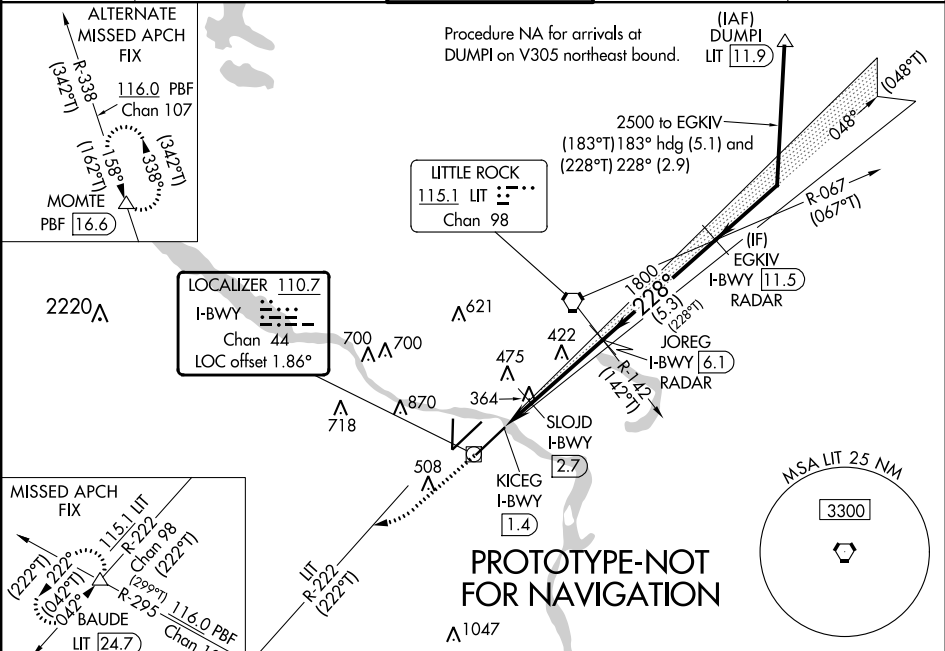 ALTERNATE
MISSED APCH
FIX
R-338
(342°T)
116.0 PBF
Chan 107
(162°T)
158°
338°
(342°T)
MOMTE
PBF 16.6
Procedure NA for arrivals at
DUMPI on V305 northeast bound.
(IAF)
DUMPI
LIT 11.9
2500 to EGKIV
(183°T)183° hdg (5.1) and
(228°T) 228° (2.9)
048°
(048°T)
R-067
(067°T)
LITTLE ROCK
115.1 LIT
Chan 98
(IF)
EGKIV
I-BWY 11.5
RADAR
1800
228°
(5.3)
(228°T)
LOCALIZER 110.7
I-BWY
Chan 44
LOC offset 1.86°
2220
621
700
700
422
475
364
870
718
508
JOREG
I-BWY 6.1
RADAR
R-142
(142°T)
SLOJD
I-BWY
2.7
KICEG
I-BWY
1.4
MSA LIT 25 NM
3300
MISSED APCH
FIX
115.1 LIT
R-222
Chan 98
(222°T)
(222°T)
222°
(042°T)
042°
(299°T)
R-295
116.0 PBF
BAUDE
LIT 24.7
LIT
R-222
(222°T)
PROTOTYPE-NOT
FOR NAVIGATION
1047